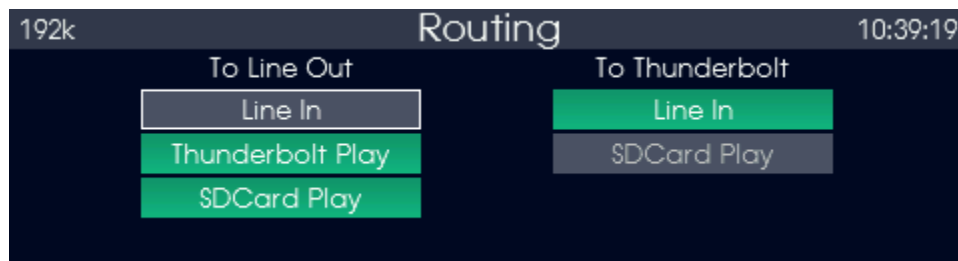 192k Routing 10:39:19
To Line Out To Thunderbolt
Line In Line In
Thunderbolt Play SDCard Play
SDCard Play